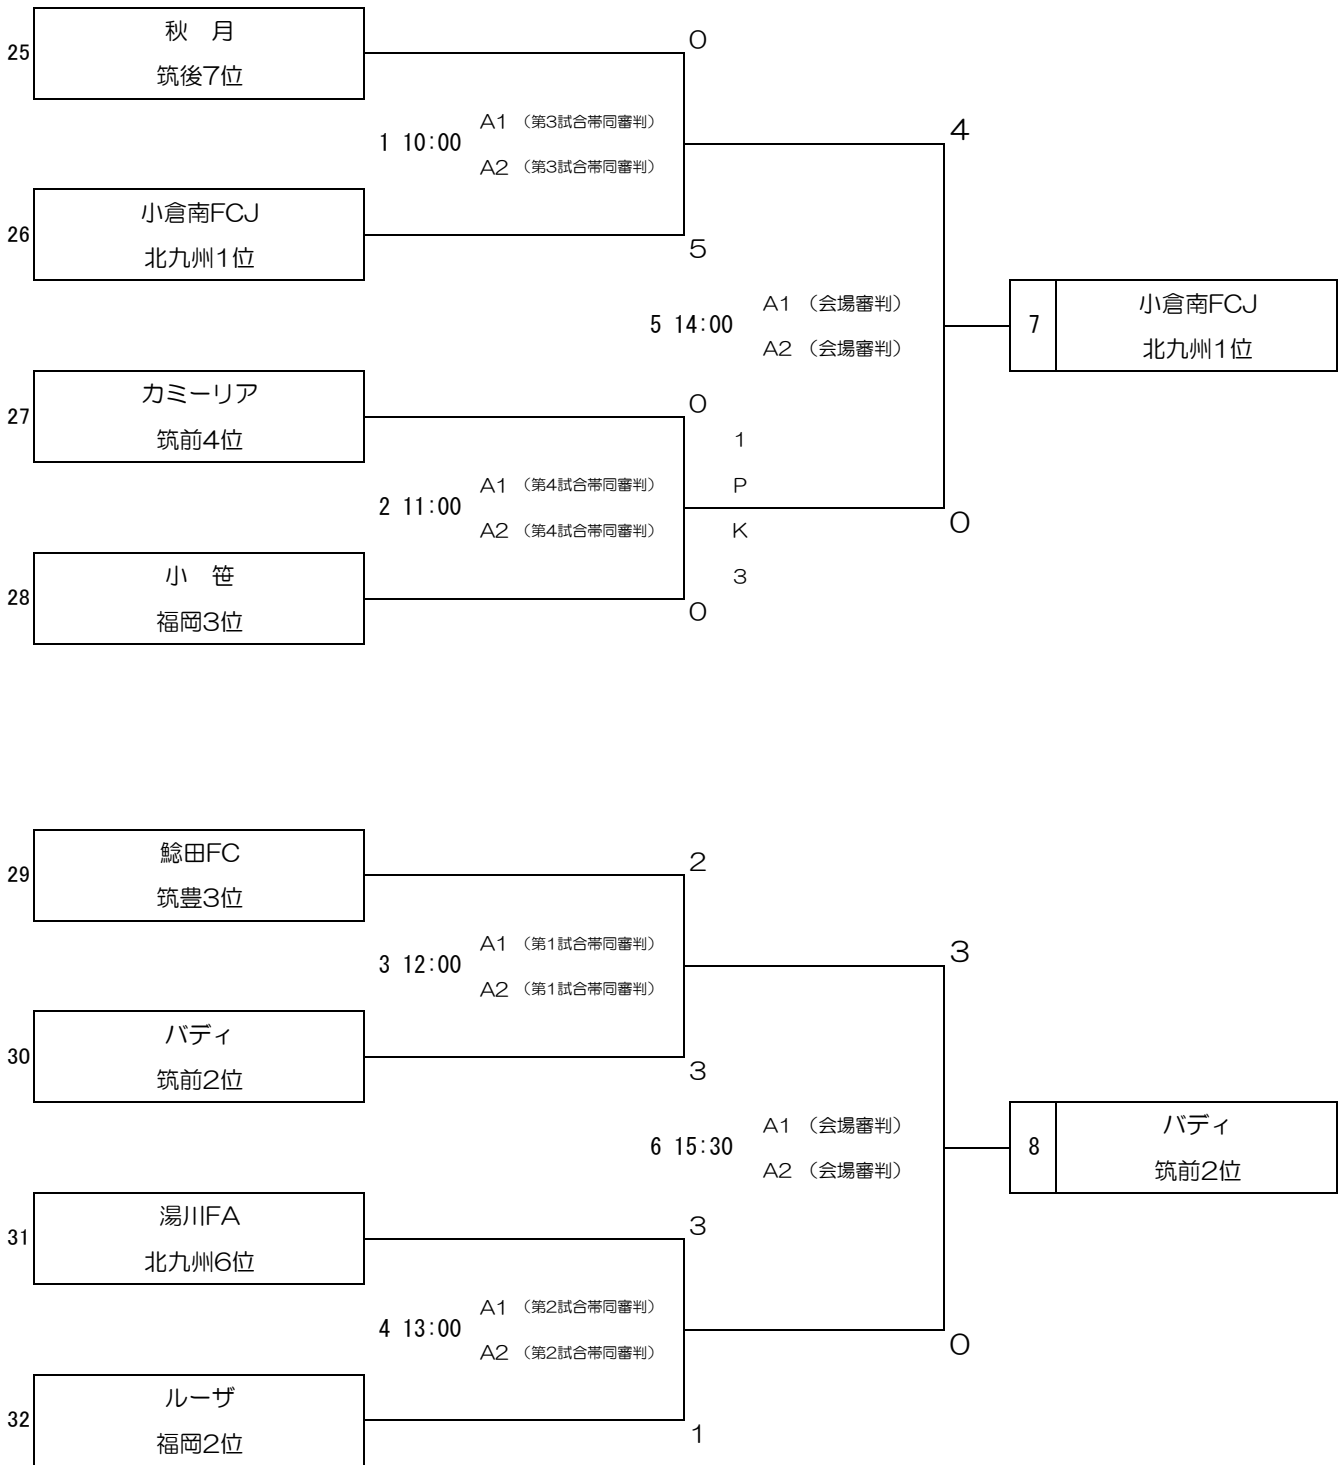 秋　月
0
25
筑後7位
A1 （第3試合帯同審判）
4
1 10:00
A2 （第3試合帯同審判）
小倉南FCJ
26
5
北九州1位
A1 （会場審判）
小倉南FCJ
5 14:00
7
A2 （会場審判）
北九州1位
カミーリア
0
27
筑前4位
1
A1 （第4試合帯同審判）
P
2 11:00
0
A2 （第4試合帯同審判）
K
小　笹
3
28
0
福岡3位
鯰田FC
2
29
筑豊3位
A1 （第1試合帯同審判）
3
3 12:00
A2 （第1試合帯同審判）
バディ
30
3
筑前2位
A1 （会場審判）
バディ
6 15:30
8
A2 （会場審判）
筑前2位
湯川FA
3
31
北九州6位
A1 （第2試合帯同審判）
4 13:00
0
A2 （第2試合帯同審判）
ルーザ
32
1
福岡2位